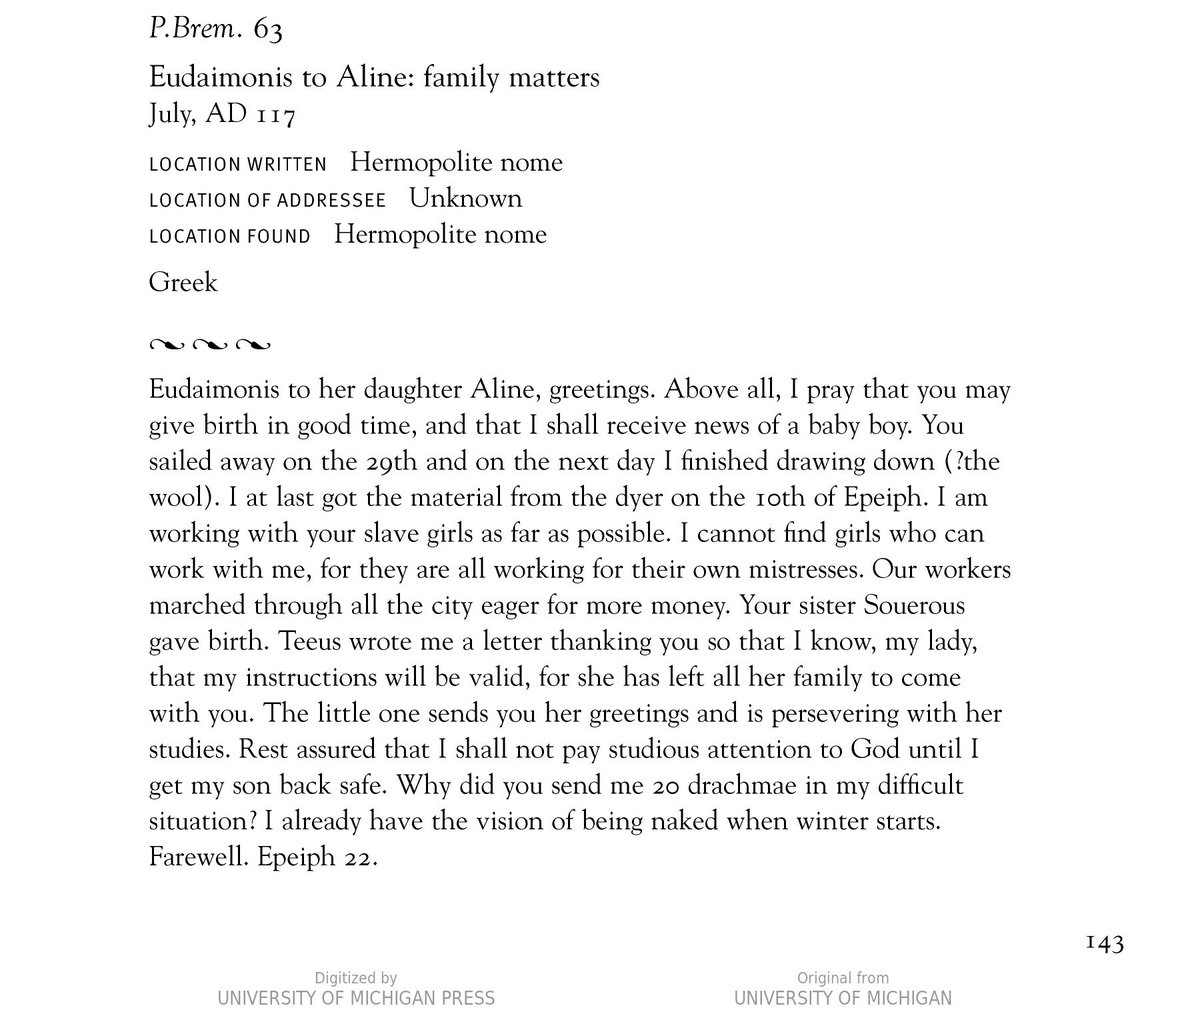 P.Brem. 63
Eudaimonis to Aline: family matters
July, AD 117
LOCATION WRITTEN Hermopolite nome
LOCATION OF ADDRESSEE Unknown
LOCATION FOUND Hermopolite nome
Greek
Eudaimonis to her daughter Aline, greetings. Above all, I pray that you may
give birth in good time, and that I shall receive news of a baby boy. You
sailed away on the 29th and on the next day I finished drawing down (?the
wool). I at last got the material from the dyer on the 10th of Epeiph. I am
working with your slave girls as far as possible. I cannot find girls who can
work with me, for they are all working for their own mistresses. Our workers
marched through all the city eager for more money. Your sister Souerous
gave birth. Teeus wrote me a letter thanking you so that I know, my lady,
that my instructions will be valid, for she has left all her family to come
with you. The little one sends you her greetings and is persevering with her
studies. Rest assured that I shall not pay studious attention to God until I
get my son back safe. Why did you send me 20 drachmae in my difficult
situation? I already have the vision of being naked when winter starts.
Farewell. Epeiph 22.
143
Digitized by
UNIVERSITY OF MICHIGAN PRESS
Original from
UNIVERSITY OF MICHIGAN